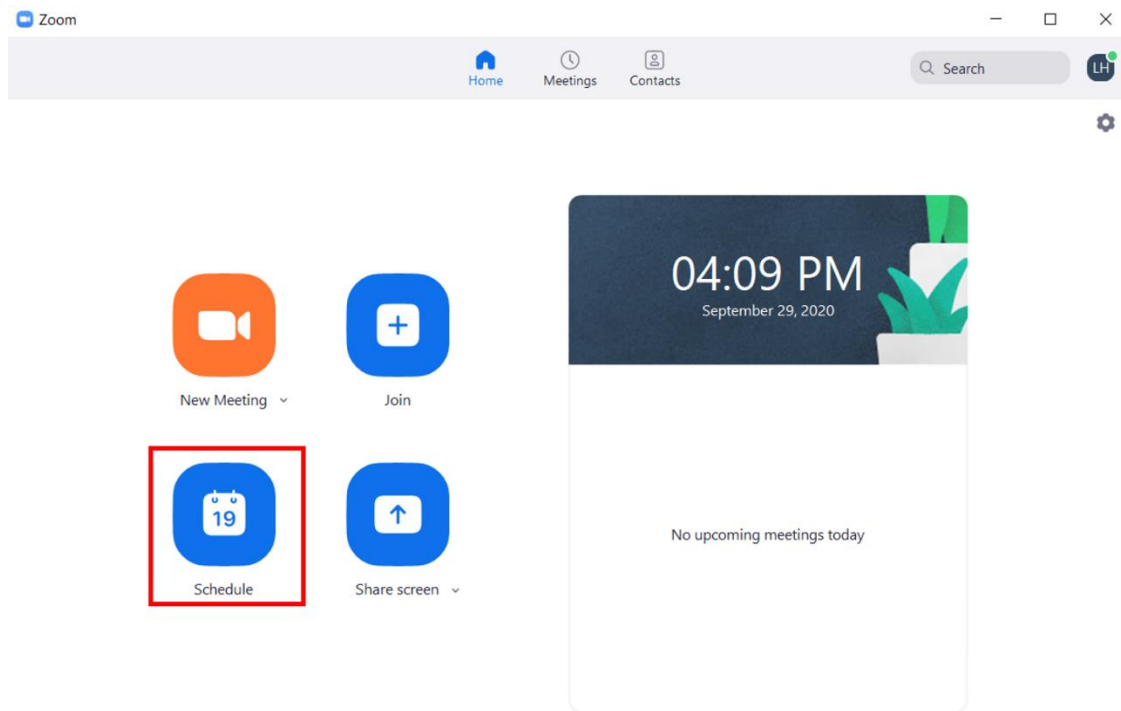 Zoom
Home
Meetings
Contacts
Search
LH
04:09 PM
September 29, 2020
New Meeting
Join
19
Schedule
Share screen
No upcoming meetings today